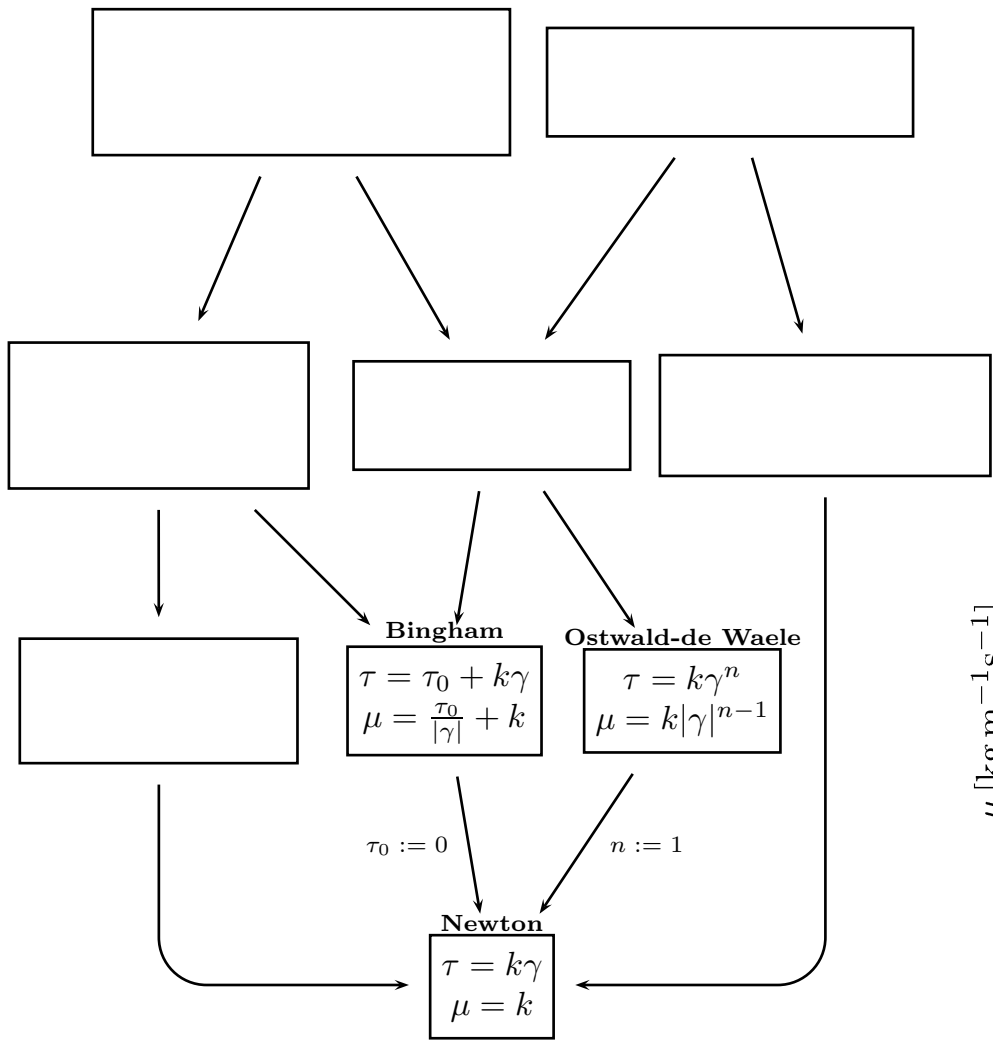 Bingham
τ = τ₀ + kγ
μ = τ₀/|γ| + k
Ostwald-de Waele
τ = kγⁿ
μ = k|γ|ⁿ⁻¹
τ₀ := 0
n := 1
Newton
τ = kγ
μ = k